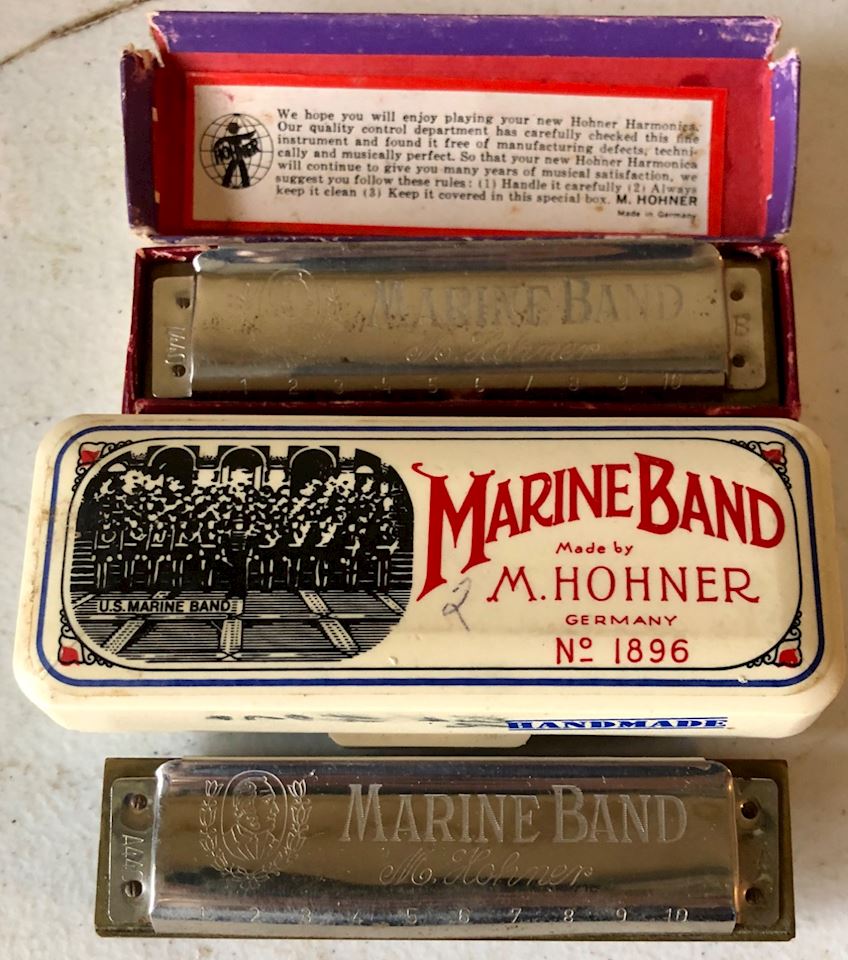 HOHNER
We hope you will enjoy playing your new Hohner Harmonica.
Our quality control department has carefully checked this fine
instrument and found it free of manufacturing defects, techni-
cally and musically perfect. So that your new Hohner Harmonica
will continue to give you many years of musical satisfaction, we
suggest you follow these rules: (1) Handle it carefully (2) Always
keep it clean (3) Keep it covered in this special box. M. HOHNER
Made in Germany
MARINE BAND
B
M. Hohner
1 2 3 4 5 6 7 8 9 10
MARINE BAND
Made by
M. HOHNER
2
GERMANY
Nº 1896
U.S. MARINE BAND
HANDMADE
MARINE BAND
M. Hohner
1 2 3 4 5 6 7 8 9 10